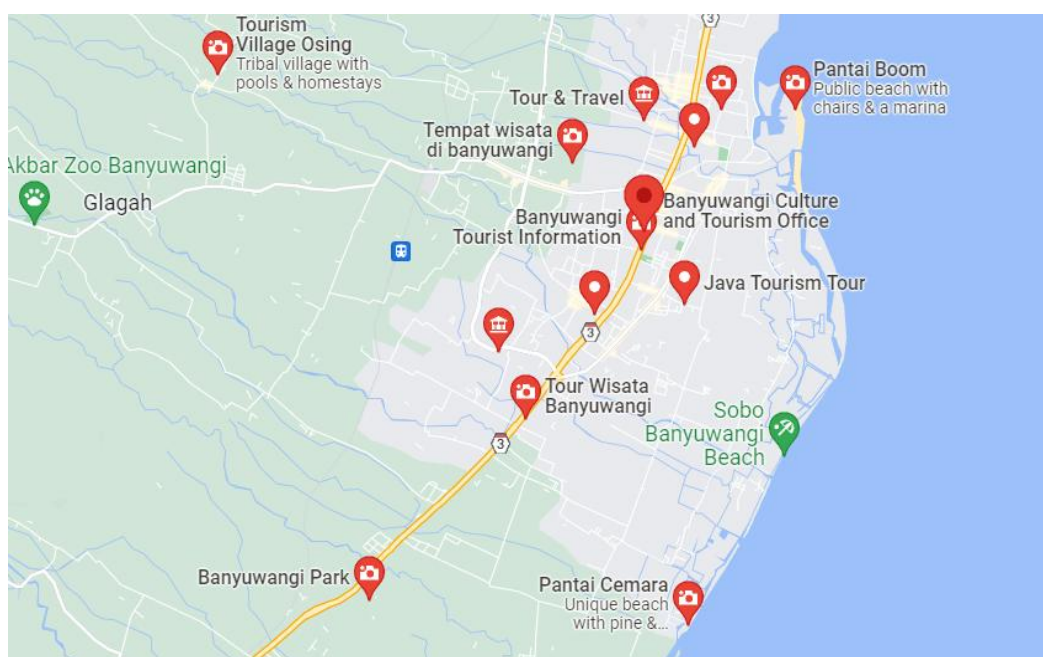 3
Tourism
Village Osing
Tribal village with
pools & homestays
Pantai Boom
Public beach with
chairs & a marina
Tour & Travel
Tempat wisata
di banyuwangi
Akbar Zoo Banyuwangi
Glagah
Banyuwangi
Tourist Information
Banyuwangi Culture
and Tourism Office
Java Tourism Tour
3
Tour Wisata
Banyuwangi
Sobo
Banyuwangi
Beach
3
Banyuwangi Park
Pantai Cemara
Unique beach
with pine &...